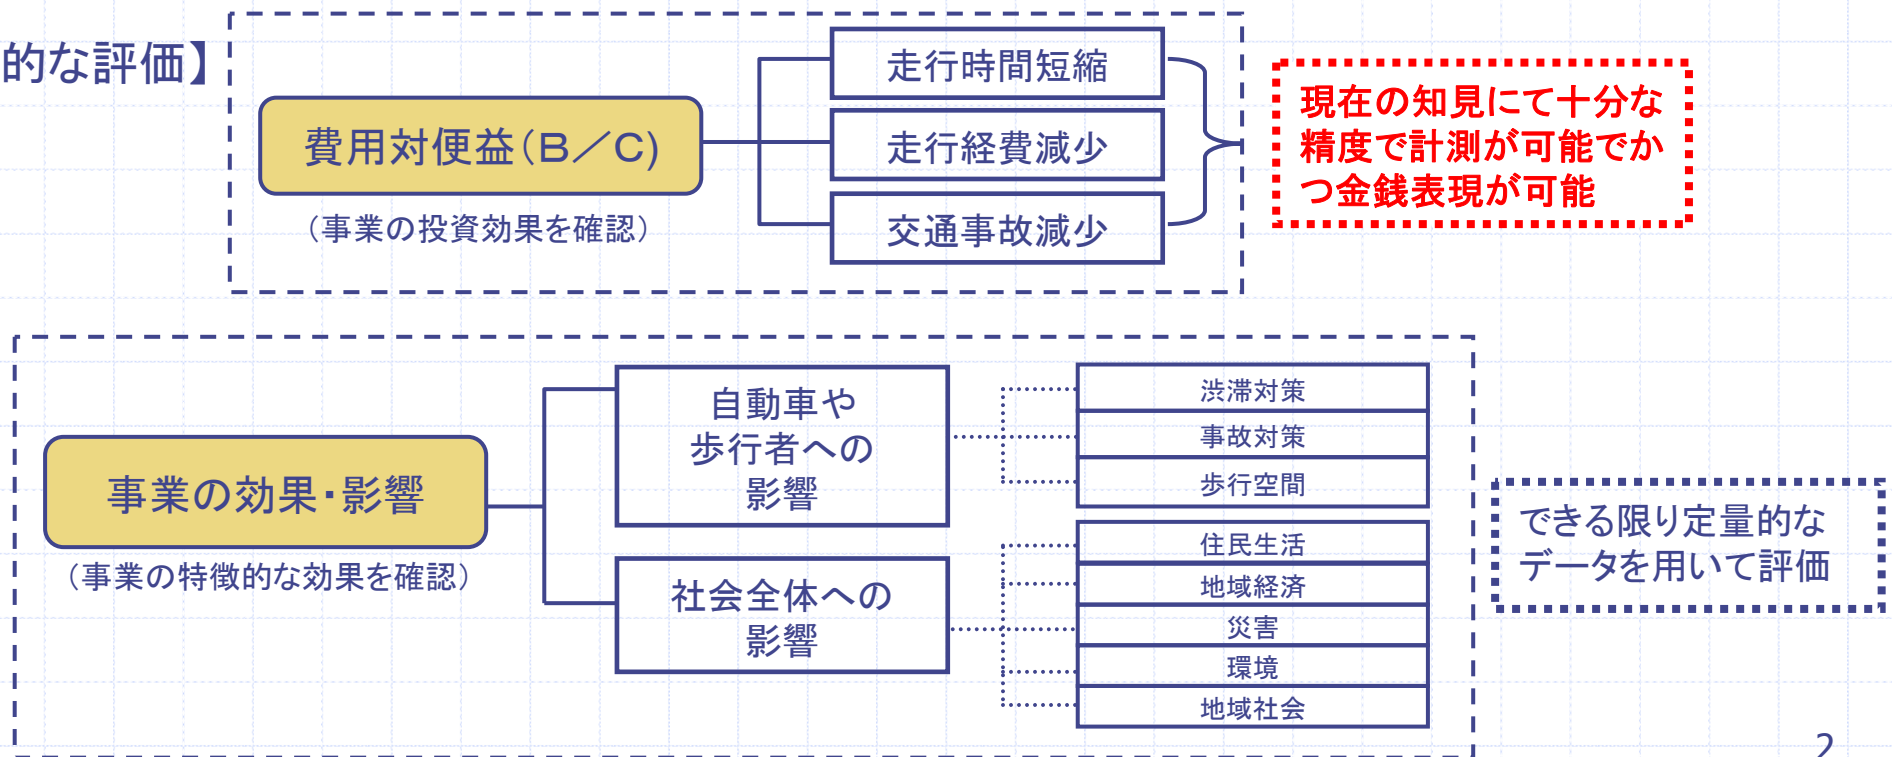 的な評価】
費用対便益(B／C)
（事業の投資効果を確認）
走行時間短縮
走行経費減少
交通事故減少
現在の知見にて十分な
精度で計測が可能でか
つ金銭表現が可能
事業の効果・影響
（事業の特徴的な効果を確認）
自動車や
歩行者への
影響
渋滞対策
事故対策
歩行空間
社会全体への
影響
住民生活
地域経済
災害
環境
地域社会
できる限り定量的な
データを用いて評価
2